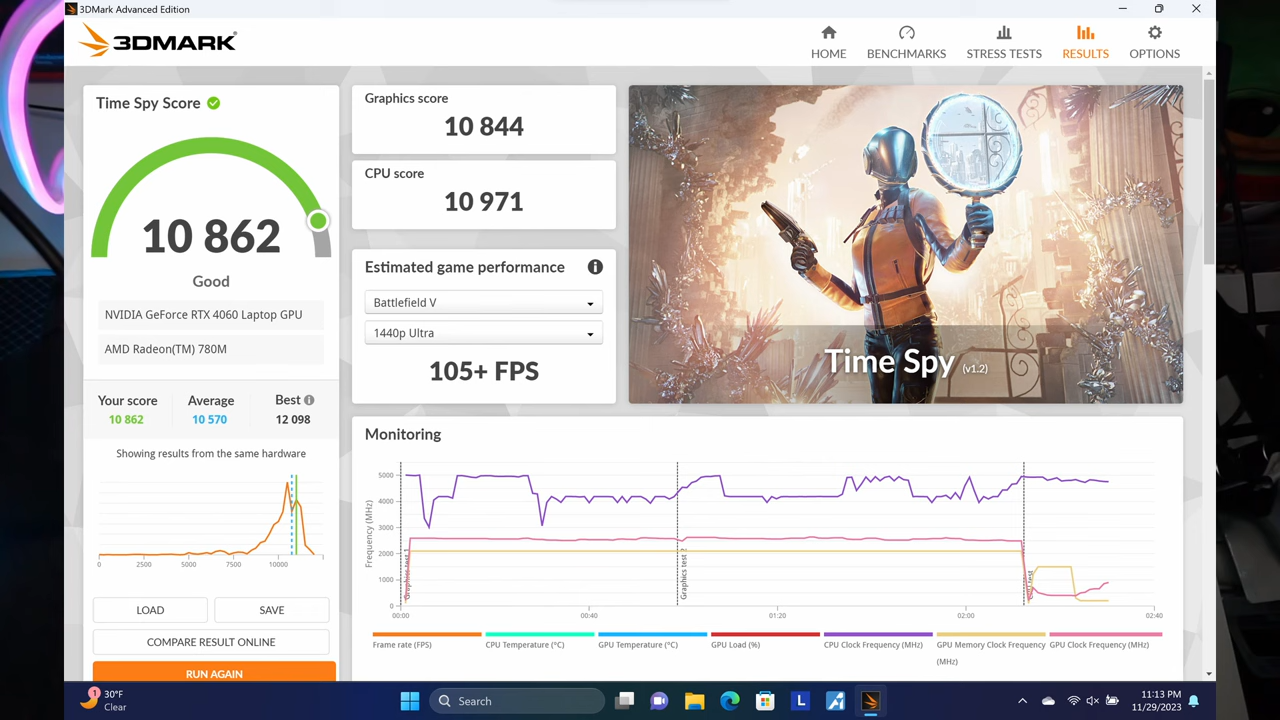 3DMark Advanced Edition
3DMARK
HOME
BENCHMARKS
STRESS TESTS
RESULTS
OPTIONS
Time Spy Score
10 862
Good
NVIDIA GeForce RTX 4060 Laptop GPU
AMD Radeon(TM) 780M
Your score
Average
Best
10 862
10 570
12 098
Showing results from the same hardware
0 2500 5000 7500 10000
LOAD
SAVE
COMPARE RESULT ONLINE
RUN AGAIN
Graphics score
10 844
CPU score
10 971
Estimated game performance
Battlefield V
1440p Ultra
105+ FPS
Time Spy (v1.2)
Monitoring
Frequency (MHz)
5000
4000
3000
2000
1000
0
Graphics test 2
00:00 00:40 01:20 02:00 02:40
Frame rate (FPS)
CPU Temperature (°C)
GPU Temperature (°C)
GPU Load (%)
CPU Clock Frequency (MHz)
GPU Memory Clock Frequency
(MHz)
GPU Clock Frequency (MHz)
1
30°F
Clear
Search
L
11:13 PM
11/29/2023